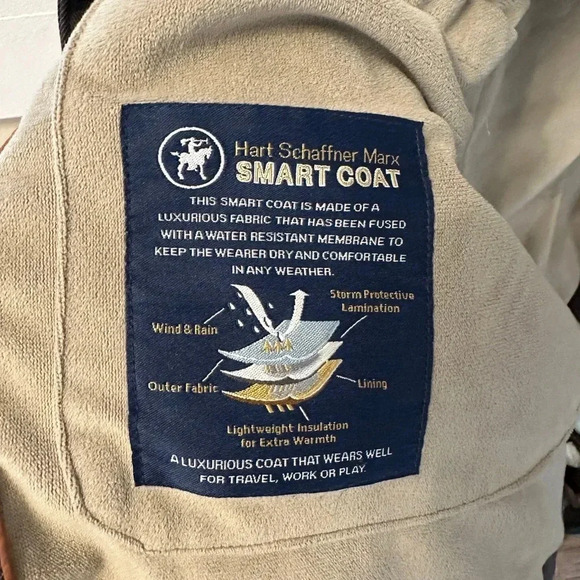 Hart Schaffner Marx
SMART COAT
THIS SMART COAT IS MADE OF A
LUXURIOUS FABRIC THAT HAS BEEN FUSED
WITH A WATER RESISTANT MEMBRANE TO
KEEP THE WEARER DRY AND COMFORTABLE
IN ANY WEATHER.
Storm Protective
Lamination
Wind & Rain
Outer Fabric
Lining
Lightweight Insulation
for Extra Warmth
A LUXURIOUS COAT THAT WEARS WELL
FOR TRAVEL, WORK OR PLAY.